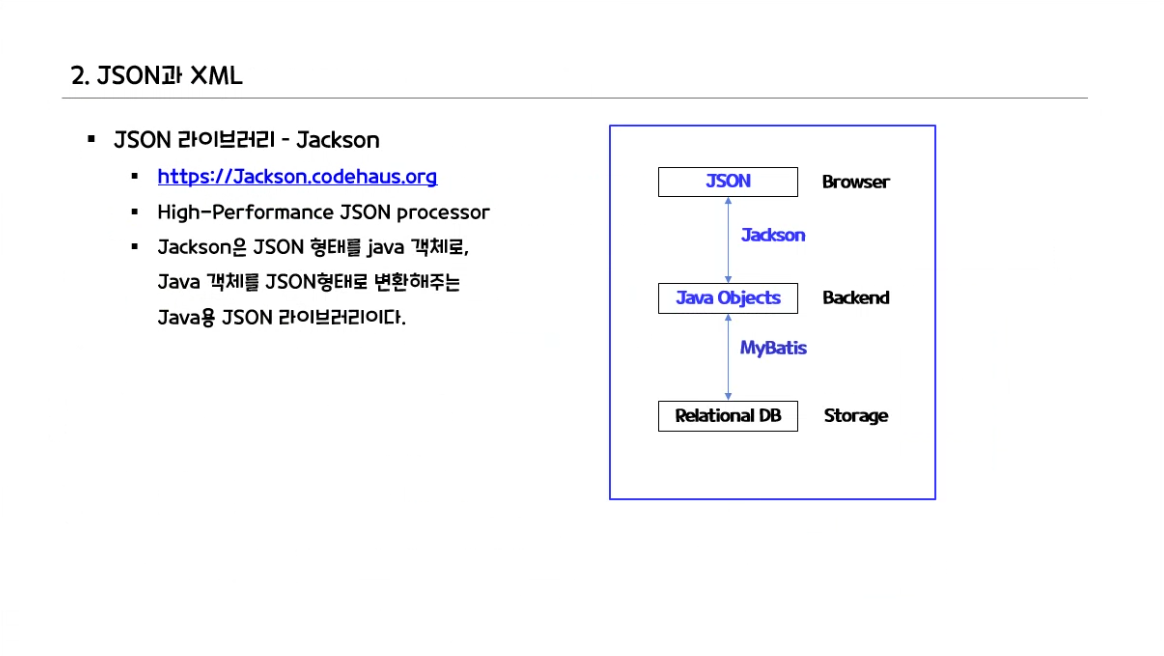 2. JSON과 XML
▪ JSON 라이브러리 - Jackson
▪ https://Jackson.codehaus.org
▪ High-Performance JSON processor
▪ Jackson은 JSON 형태를 java 객체로,
Java 객체를 JSON형태로 변환해주는
Java용 JSON 라이브러리이다.
JSON Browser
Jackson
Java Objects Backend
MyBatis
Relational DB Storage